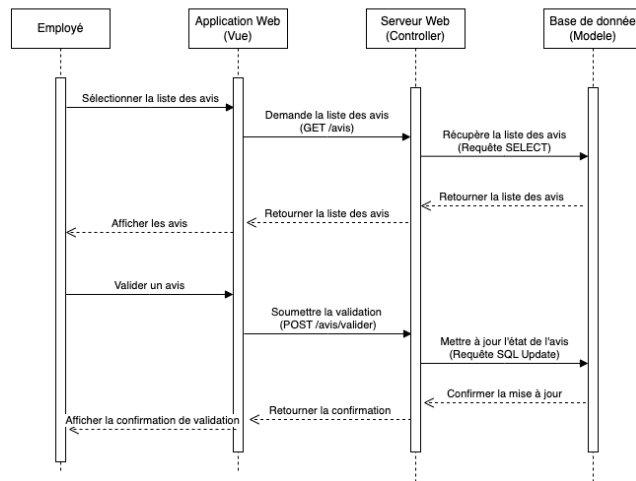 Employé
Application Web
(Vue)
Serveur Web
(Controller)
Base de donnée
(Modele)
Sélectionner la liste des avis
Demande la liste des avis
(GET /avis)
Récupère la liste des avis
(Requête SELECT)
Retourner la liste des avis
Retourner la liste des avis
Afficher les avis
Valider un avis
Soumettre la validation
(POST /avis/valider)
Mettre à jour l'état de l'avis
(Requête SQL Update)
Confirmer la mise à jour
Retourner la confirmation
Afficher la confirmation de validation